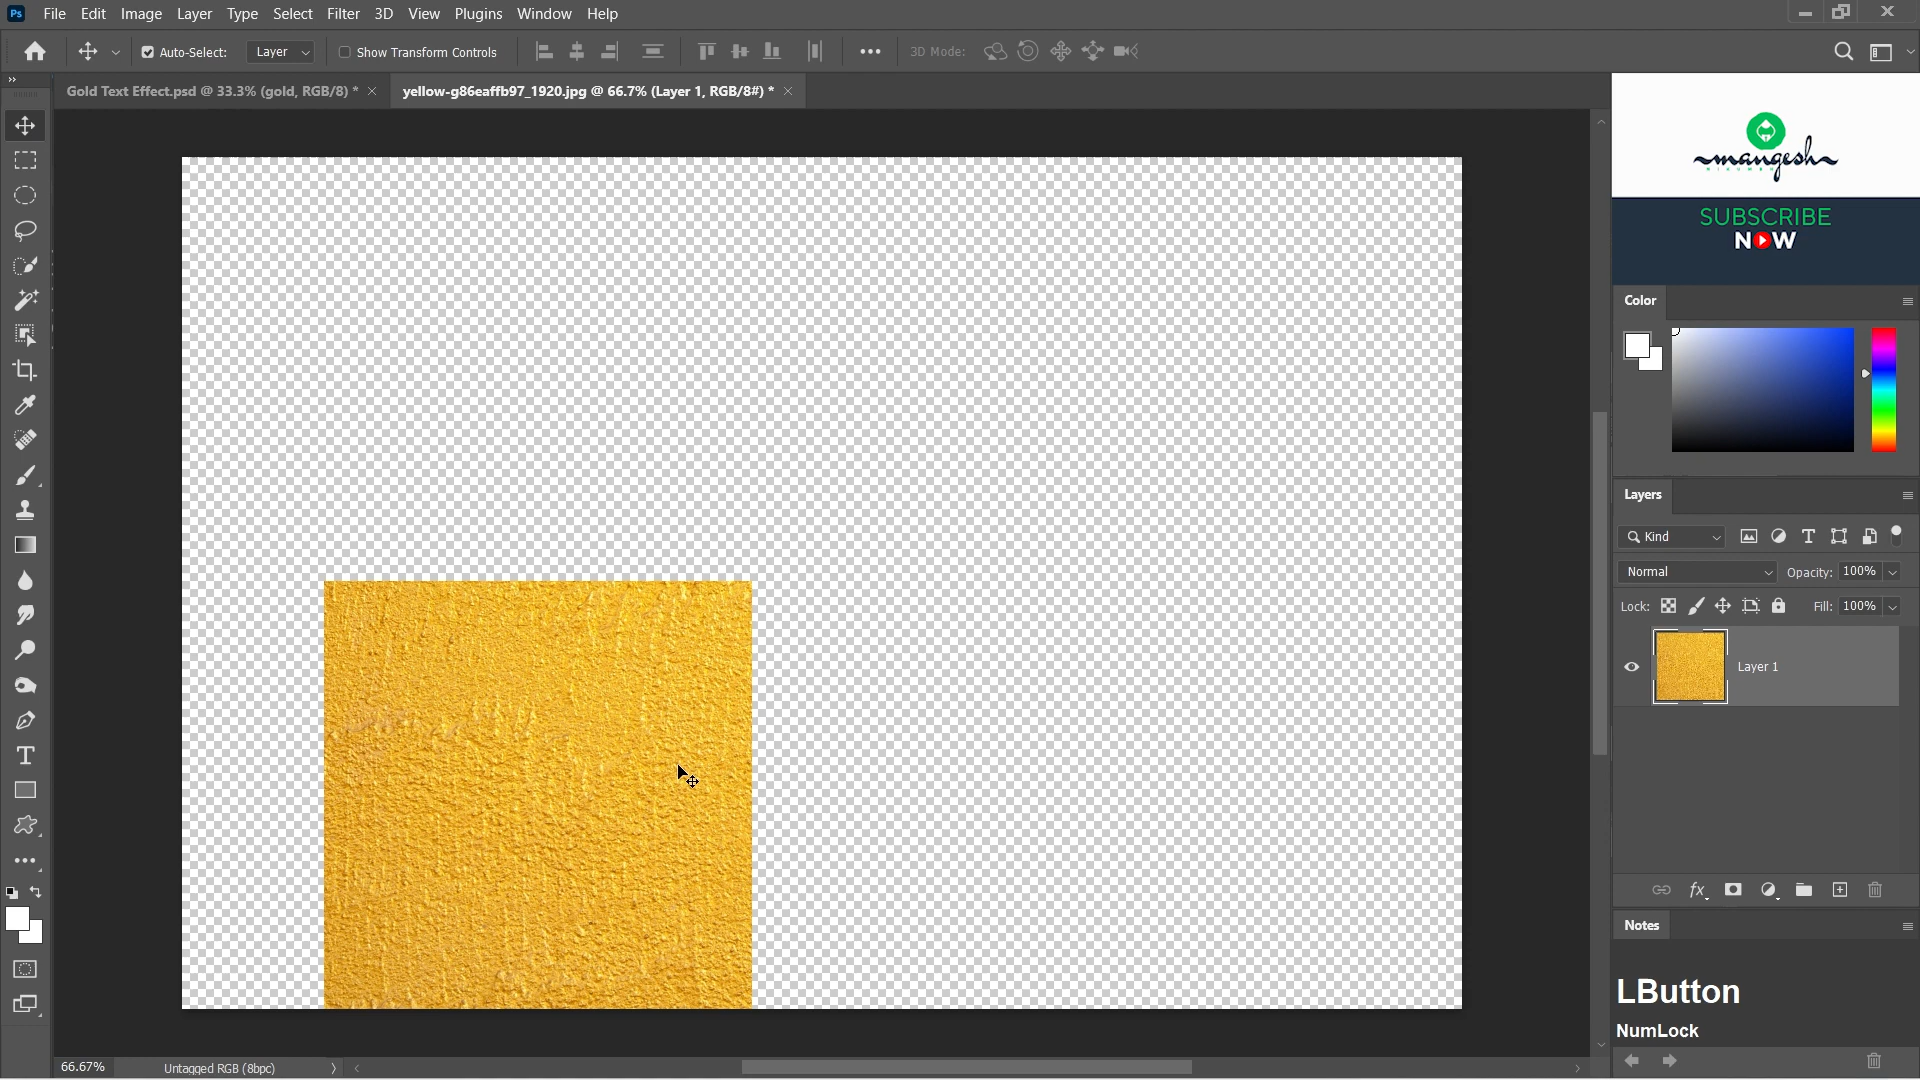 Ps File Edit Image Layer Type Select Filter 3D View Plugins Window Help
Auto-Select: Layer Show Transform Controls 3D Mode:
Gold Text Effect.psd @ 33.3% (gold, RGB/8) * yellow-g86eaffb97_1920.jpg @ 66.7% (Layer 1, RGB/8#) *
mangesh
SUBSCRIBE
NOW
Color
Layers
Kind
Normal Opacity: 100%
Lock: Fill: 100%
Layer 1
Notes
LButton
NumLock
66.67% Untagged RGB (8bpc)